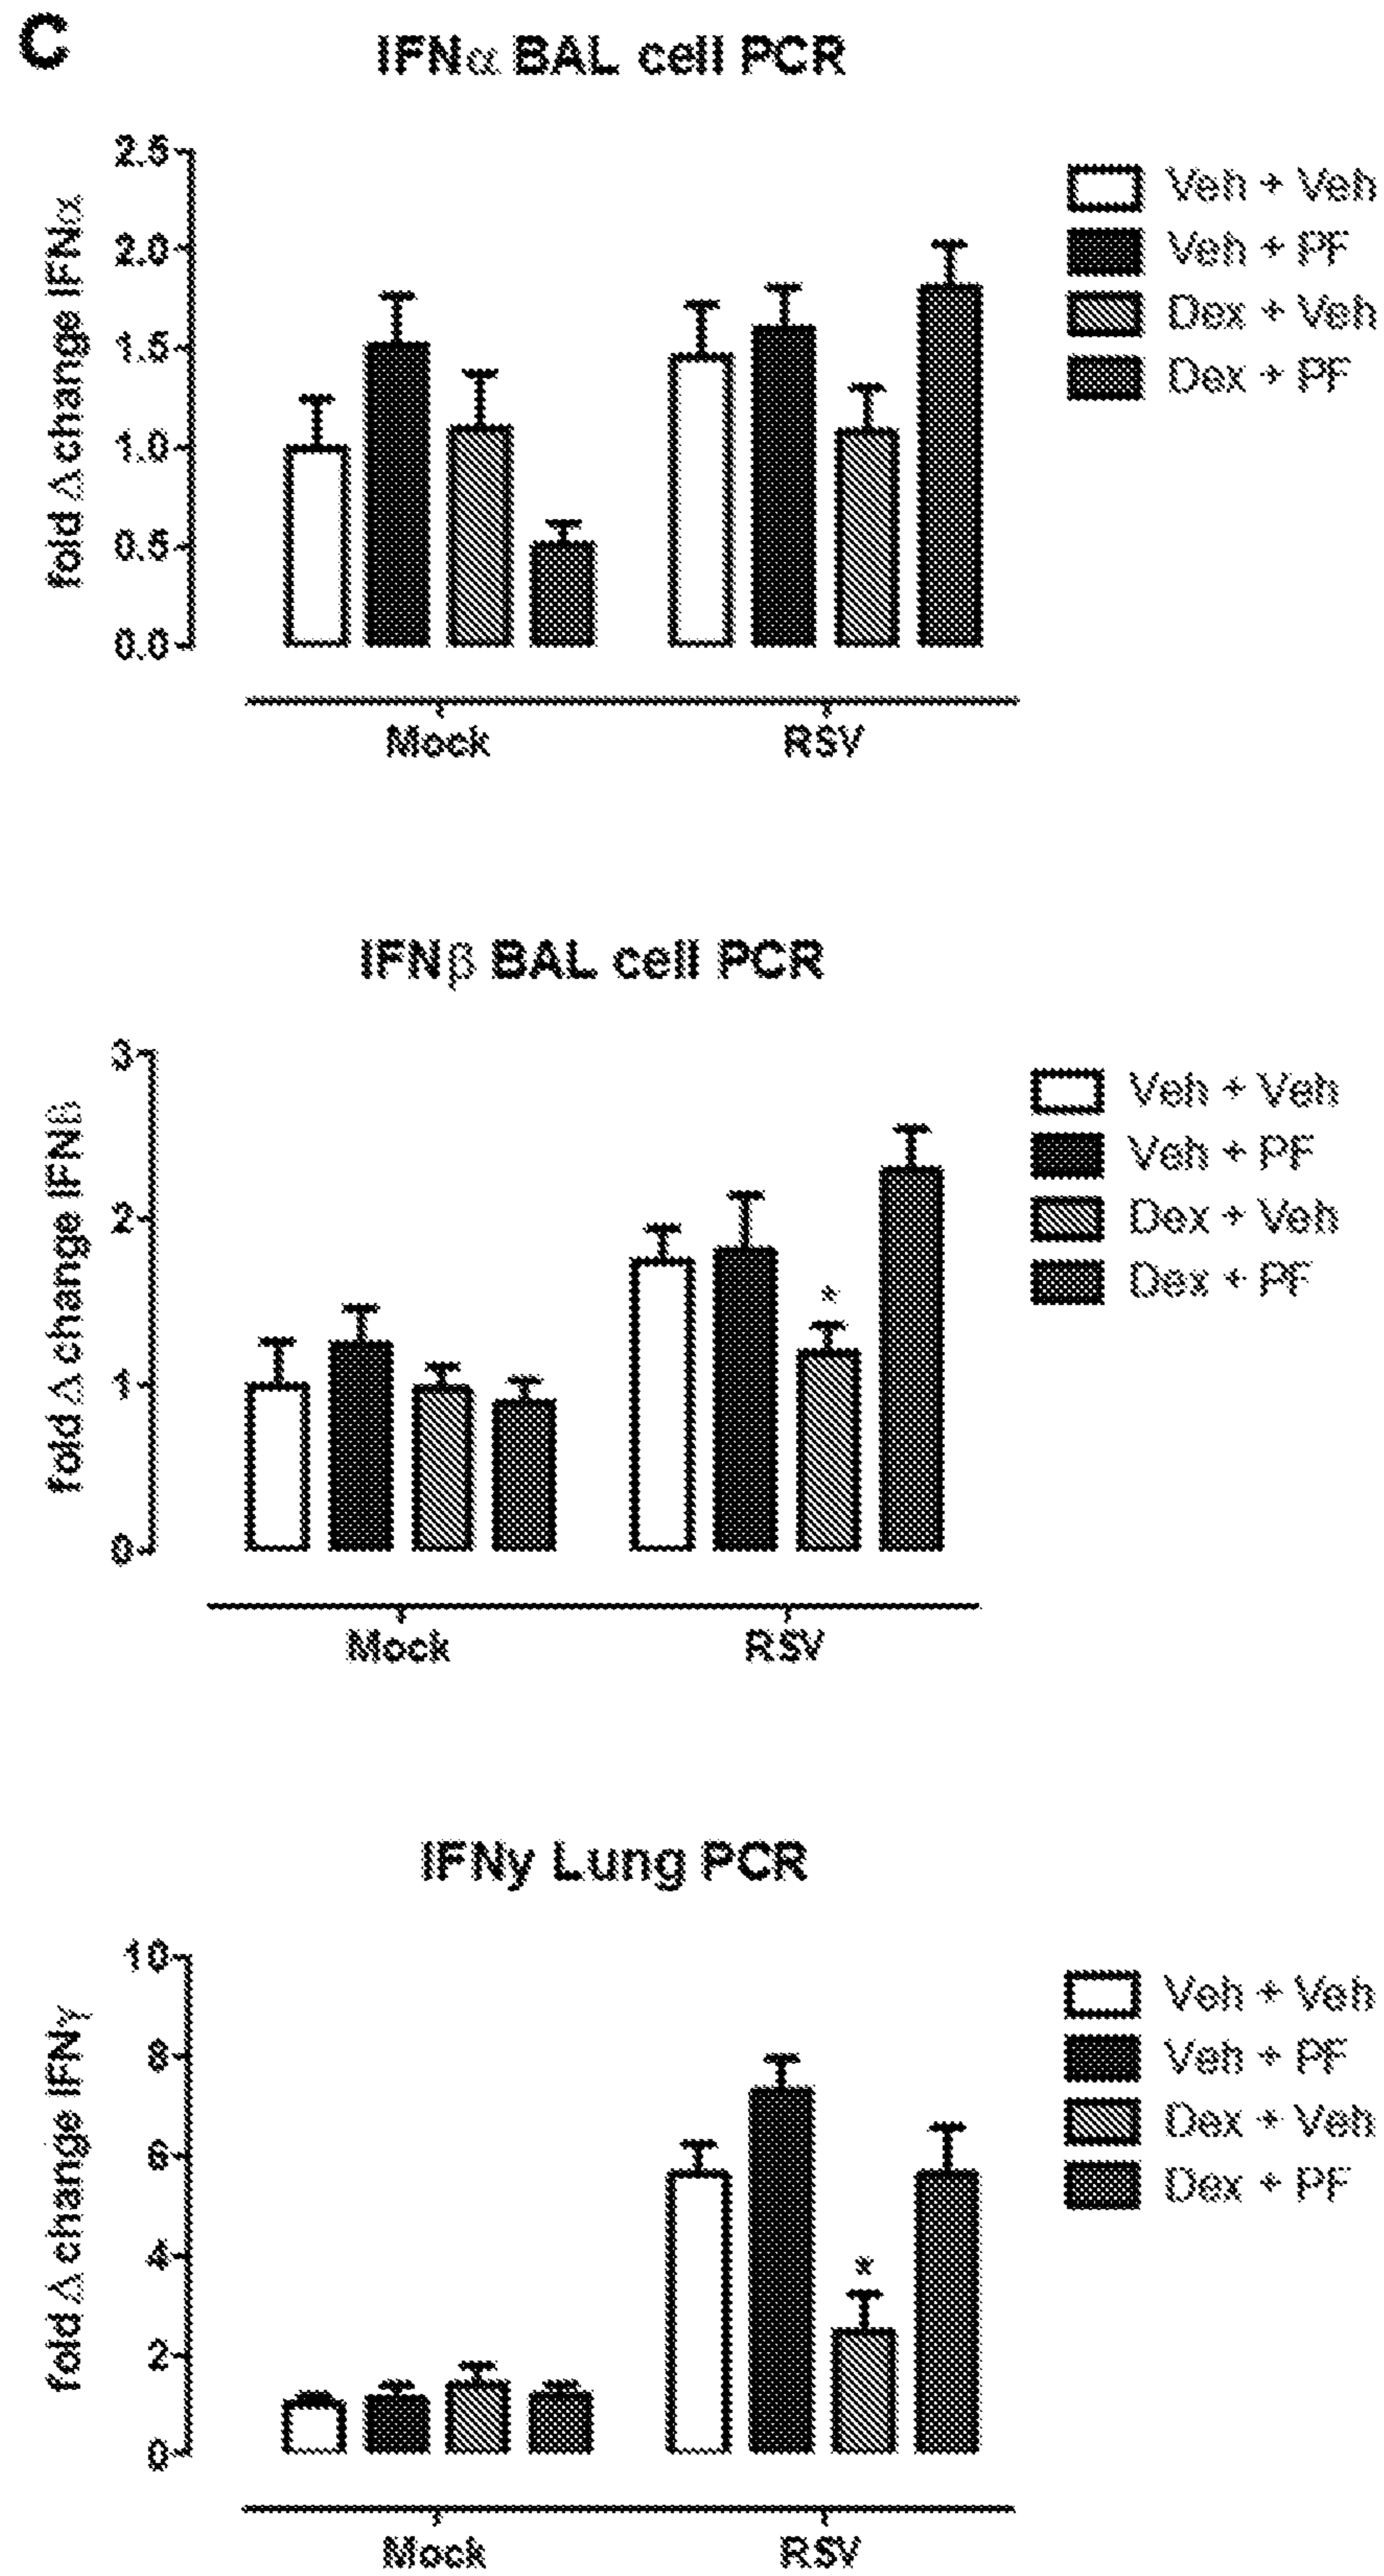 C
IFNα BAL cell PCR
fold Δ change IFNα
2.5
2.0
1.5
1.0
0.5
0.0
Veh + Veh
Veh + PF
Dex + Veh
Dex + PF
Mock
RSV
IFNβ BAL cell PCR
fold Δ change IFNβ
3
2
1
0
*
Veh + Veh
Veh + PF
Dex + Veh
Dex + PF
Mock
RSV
IFNγ Lung PCR
fold Δ change IFNγ
10
8
6
4
2
0
*
Veh + Veh
Veh + PF
Dex + Veh
Dex + PF
Mock
RSV